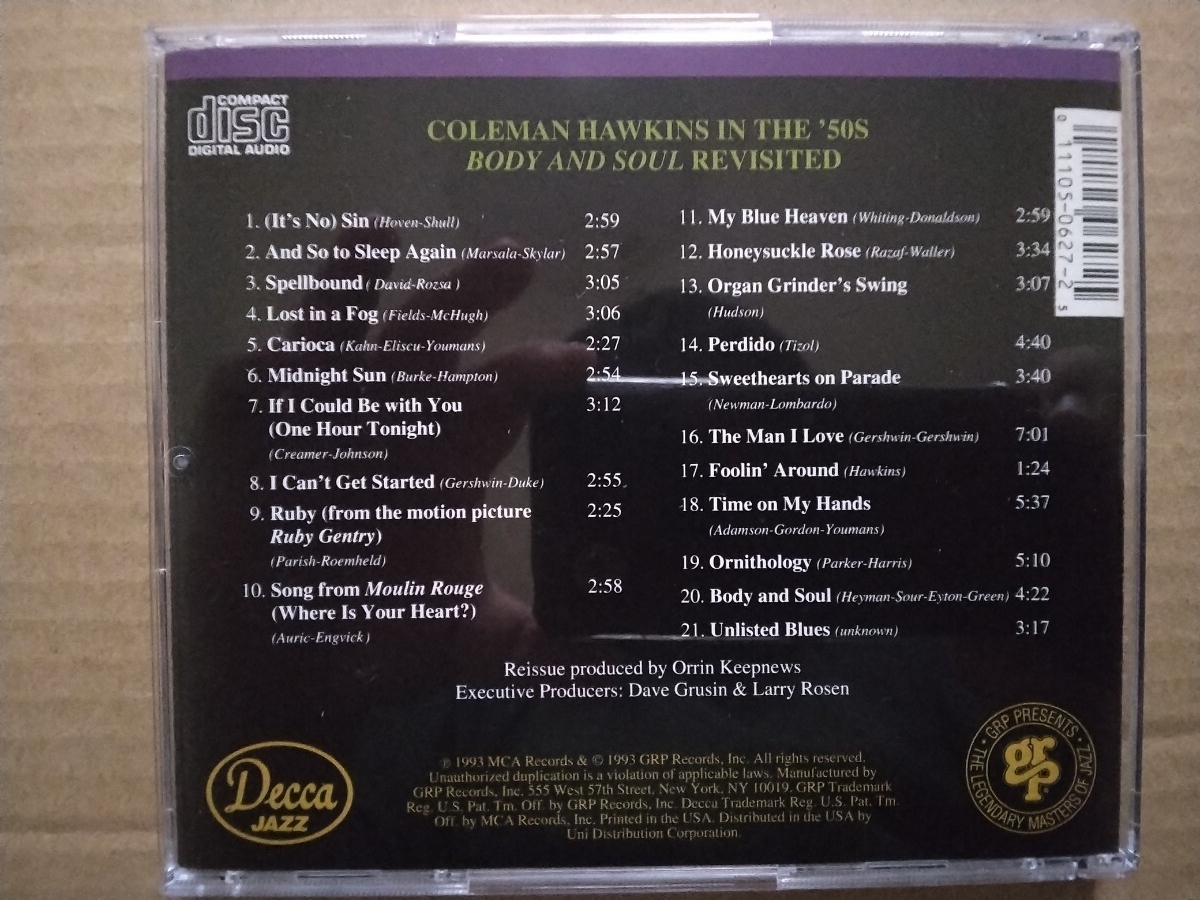 COMPACT
disc
DIGITAL AUDIO
COLEMAN HAWKINS IN THE '50S
BODY AND SOUL REVISITED
0 11105-0627-2 5
1. (It's No) Sin (Hoven-Shull) 2:59
2. And So to Sleep Again (Marsala-Skylar) 2:57
3. Spellbound ( David-Rozsa ) 3:05
4. Lost in a Fog (Fields-McHugh) 3:06
5. Carioca (Kahn-Eliscu-Youmans) 2:27
6. Midnight Sun (Burke-Hampton) 2:54
7. If I Could Be with You 3:12
(One Hour Tonight)
(Creamer-Johnson)
8. I Can't Get Started (Gershwin-Duke) 2:55
9. Ruby (from the motion picture 2:25
Ruby Gentry)
(Parish-Roemheld)
10. Song from Moulin Rouge 2:58
(Where Is Your Heart?)
(Auric-Engvick)
11. My Blue Heaven (Whiting-Donaldson) 2:59
12. Honeysuckle Rose (Razaf-Waller) 3:34
13. Organ Grinder's Swing 3:07
(Hudson)
14. Perdido (Tizol) 4:40
15. Sweethearts on Parade 3:40
(Newman-Lombardo)
16. The Man I Love (Gershwin-Gershwin) 7:01
17. Foolin' Around (Hawkins) 1:24
18. Time on My Hands 5:37
(Adamson-Gordon-Youmans)
19. Ornithology (Parker-Harris) 5:10
20. Body and Soul (Heyman-Sour-Eyton-Green) 4:22
21. Unlisted Blues (unknown) 3:17
Reissue produced by Orrin Keepnews
Executive Producers: Dave Grusin & Larry Rosen
Decca
JAZZ
℗ 1993 MCA Records & © 1993 GRP Records, Inc. All rights reserved.
Unauthorized duplication is a violation of applicable laws. Manufactured by
GRP Records, Inc. 555 West 57th Street, New York, NY 10019. GRP Trademark
Reg. U.S. Pat. Tm. Off. by GRP Records, Inc. Decca Trademark Reg. U.S. Pat. Tm.
Off. by MCA Records, Inc. Printed in the USA. Distributed in the USA by
Uni Distribution Corporation.
GRP PRESENTS
THE LEGENDARY MASTERS OF JAZZ
grp